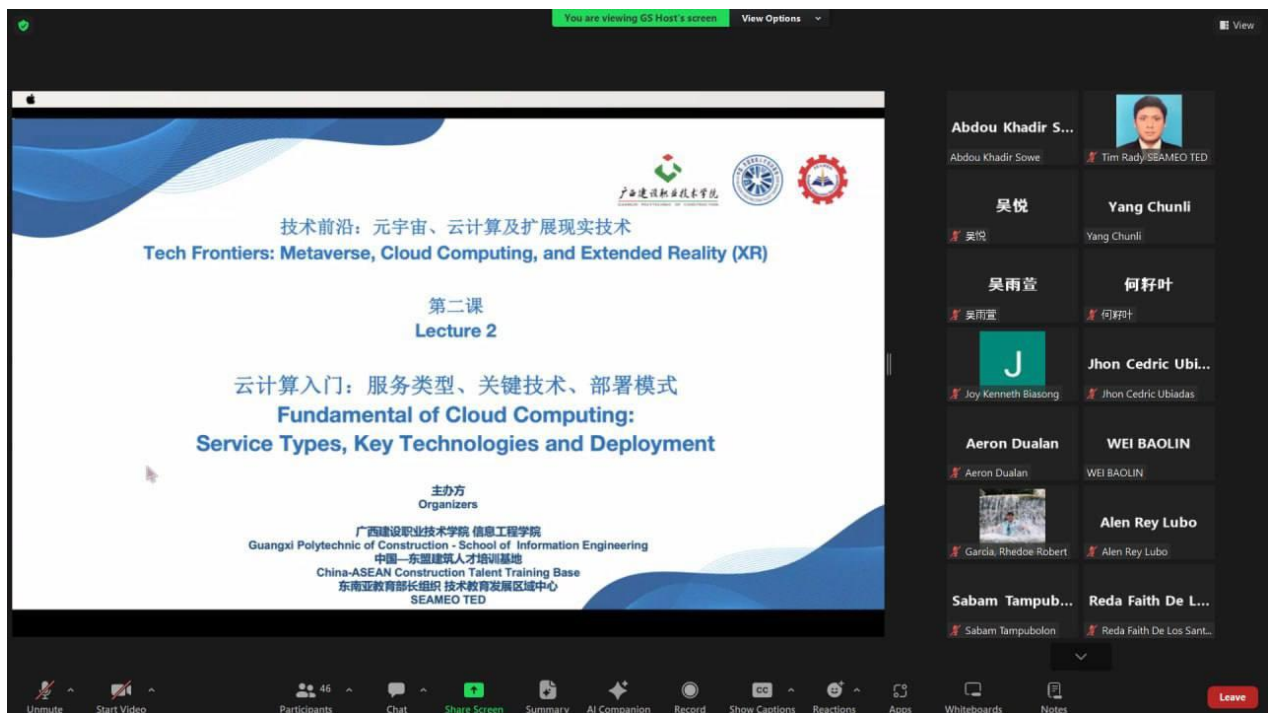 You are viewing GS Host's screen
View Options
View
广西建设职业技术学院
技术前沿：元宇宙、云计算及扩展现实技术
Tech Frontiers: Metaverse, Cloud Computing, and Extended Reality (XR)
第二课
Lecture 2
云计算入门：服务类型、关键技术、部署模式
Fundamental of Cloud Computing:
Service Types, Key Technologies and Deployment
主办方
Organizers
广西建设职业技术学院 信息工程学院
Guangxi Polytechnic of Construction - School of Information Engineering
中国—东盟建筑人才培训基地
China-ASEAN Construction Talent Training Base
东南亚教育部长组织 技术教育发展区域中心
SEAMEO TED
Abdou Khadir S...
Abdou Khadir Sowe
Tim Rady SEAMEO TED
吴悦
吴悦
Yang Chunli
Yang Chunli
吴雨萱
吴雨萱
何籽叶
何籽叶
J
Joy Kenneth Biasong
Jhon Cedric Ubi...
Jhon Cedric Ubiadas
Aeron Dualan
Aeron Dualan
WEI BAOLIN
WEI BAOLIN
Garcia, Rhedoe Robert
Alen Rey Lubo
Alen Rey Lubo
Sabam Tampub...
Sabam Tampubolon
Reda Faith De L...
Reda Faith De Los Sant...
Unmute
Start Video
46
Participants
Chat
Share Screen
Summary
AI Companion
Record
CC
Show Captions
Reactions
Apps
Whiteboards
Notes
Leave